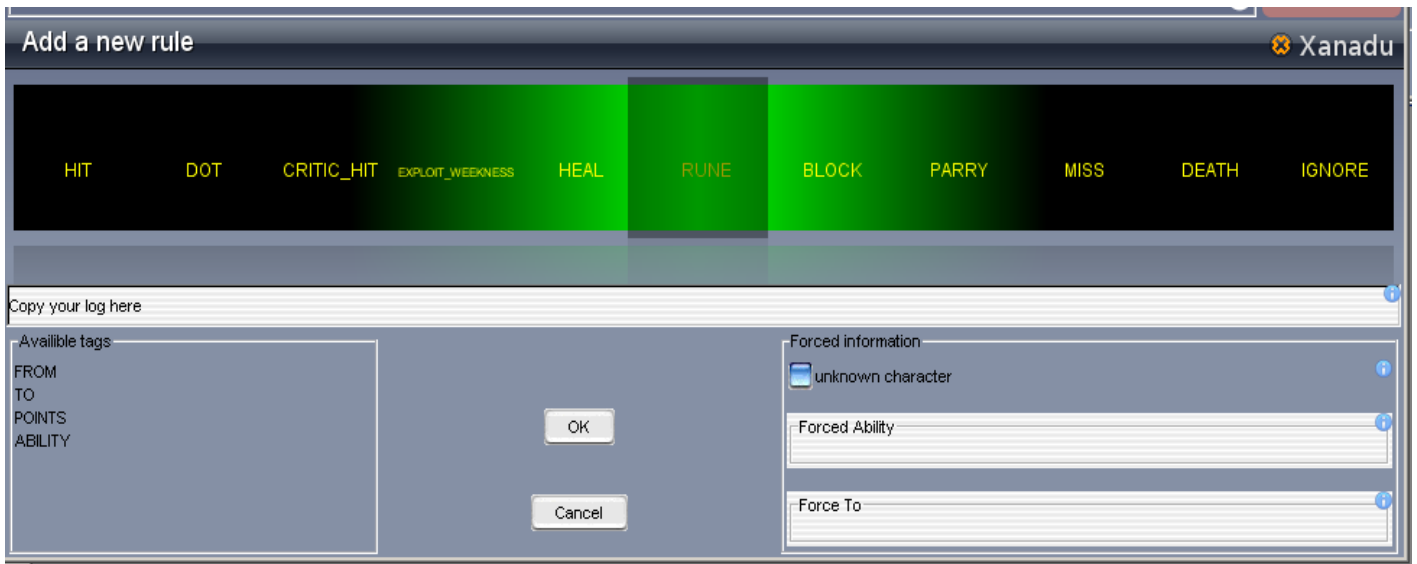 Add a new rule Xanadu
HIT DOT CRITIC_HIT EXPLOIT_WEEKNESS HEAL RUNE BLOCK PARRY MISS DEATH IGNORE
Copy your log here
Availible tags
FROM
TO
POINTS
ABILITY
OK
Cancel
Forced information
unknown character
Forced Ability
Force To